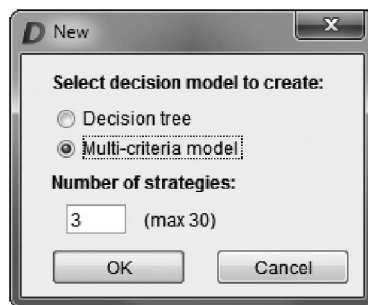 D New
x
Select decision model to create:
Decision tree
Multi-criteria model
Number of strategies:
3 (max 30)
OK Cancel